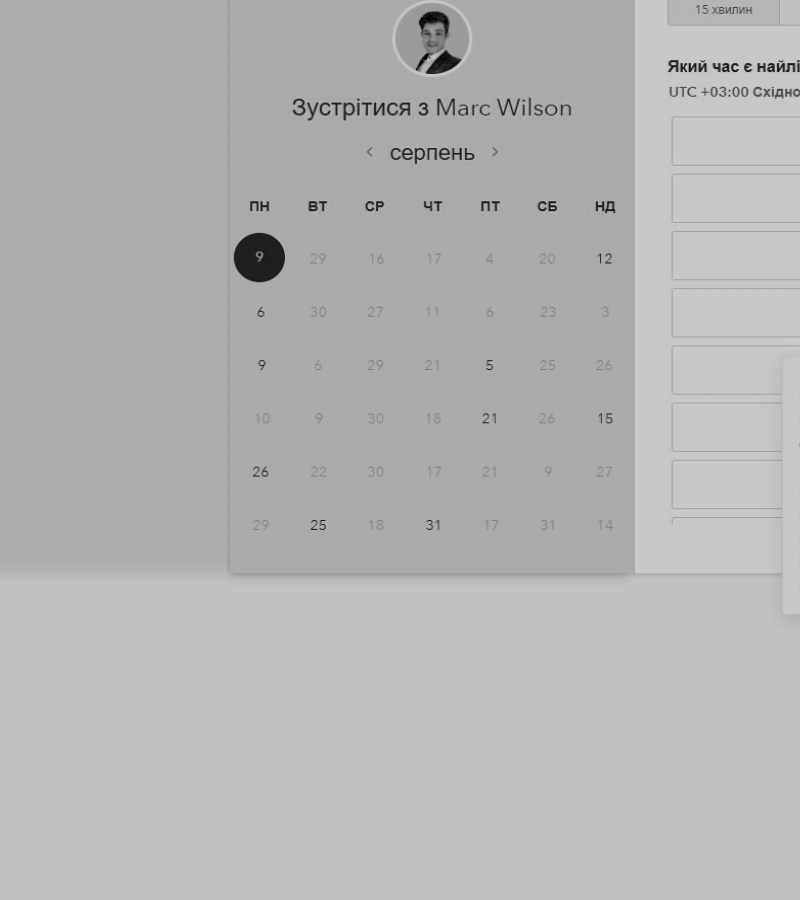 15 хвилин
Зустрітися з Marc Wilson
серпень
ПН ВТ СР ЧТ ПТ СБ НД
9 29 16 17 4 20 12
6 30 27 11 6 23 3
9 6 29 21 5 25 26
10 9 30 18 21 26 15
26 22 30 17 21 9 27
29 25 18 31 17 31 14
Який час є найлі
UTC +03:00 Східно